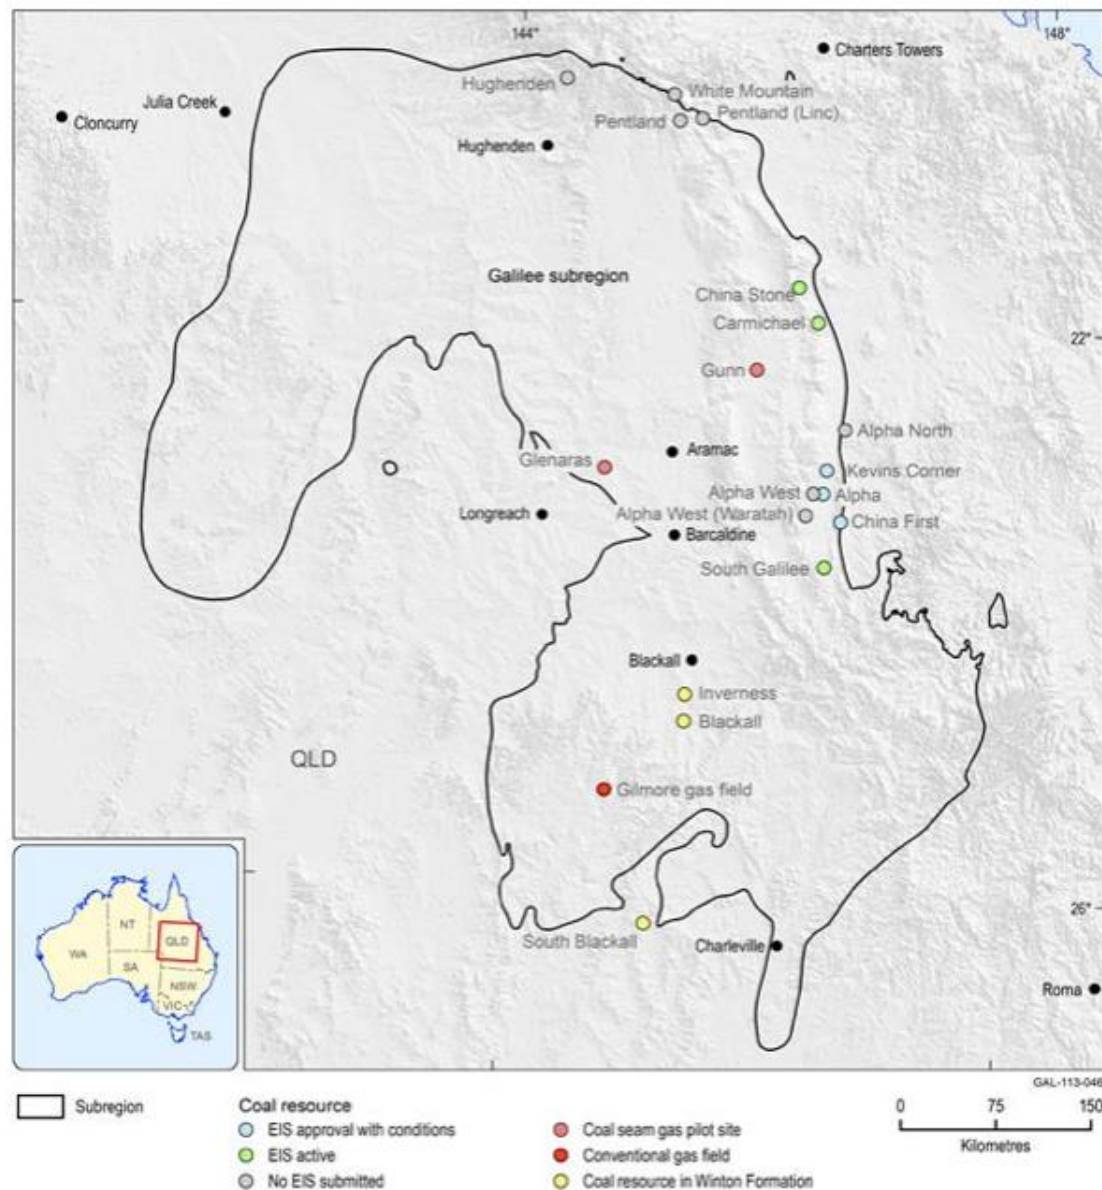 144°
148°
Charters Towers
Hughenden
White Mountain
Julia Creek
Pentland (Linc)
Cloncurry
Pentland
Hughenden
Galilee subregion
China Stone
Carmichael
22°
Gunn
Alpha North
Aramac
Glenaras
Kevins Corner
Alpha West
Alpha
Longreach
Alpha West (Waratah)
China First
Barcaldine
South Galilee
Blackall
Inverness
Blackall
QLD
Gilmore gas field
26°
South Blackall
Charleville
Roma
NT
QLD
WA
SA
NSW
VIC
TAS
GAL-113-046
Subregion
Coal resource
EIS approval with conditions
EIS active
No EIS submitted
Coal seam gas pilot site
Conventional gas field
Coal resource in Winton Formation
0 75 150
Kilometres